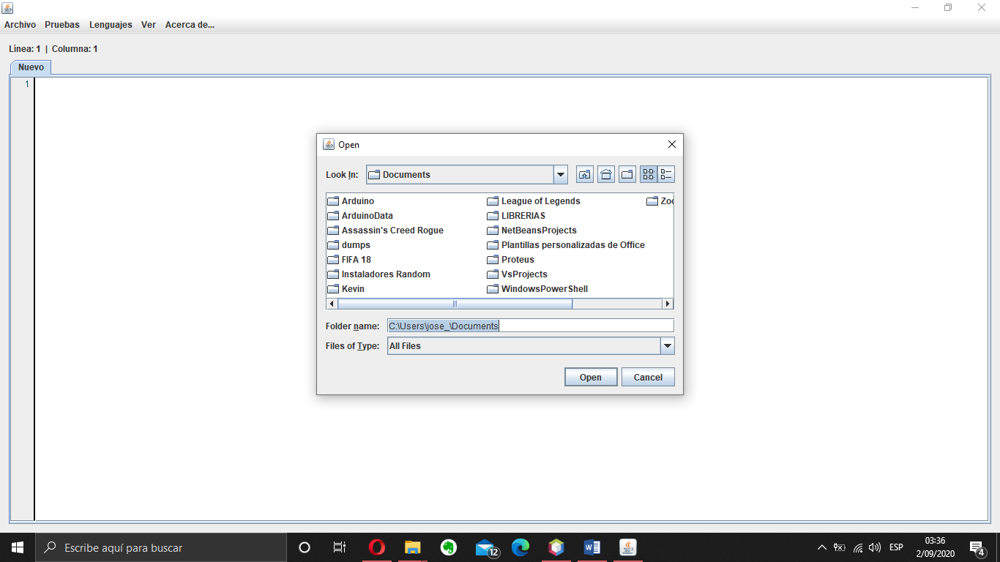 Archivo Pruebas Lenguajes Ver Acerca de...
Línea: 1 | Columna: 1
Nuevo
1
Open
Look In: Documents
Arduino
ArduinoData
Assassin's Creed Rogue
dumps
FIFA 18
Instaladores Random
Kevin
League of Legends
LIBRERIAS
NetBeansProjects
Plantillas personalizadas de Office
Proteus
VsProjects
WindowsPowerShell
Folder name: C:\Users\jose_\Documents
Files of Type: All Files
Open Cancel
Escribe aquí para buscar
12
ESP
03:36
2/09/2020
4